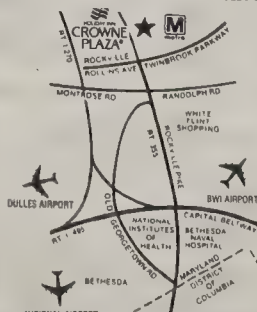 HOLIDAY INN
CROWNE
PLAZA®
M
metro
RT I 270
ROCKVILLE
ROLLINS AVE
TWINBROOK PARKWAY
MONTROSE RD
RANDOLPH RD
WHITE
FLINT
SHOPPING
RT 355
ROCKVILLE PIKE
DULLES AIRPORT
BWI AIRPORT
OLD GEORGETOWN RD
CAPITAL BELTWAY
RT I 495
NATIONAL
INSTITUTES
OF
HEALTH
BETHESDA
NAVAL
HOSPITAL
BETHESDA
MARYLAND
DISTRICT
OF
COLUMBIA